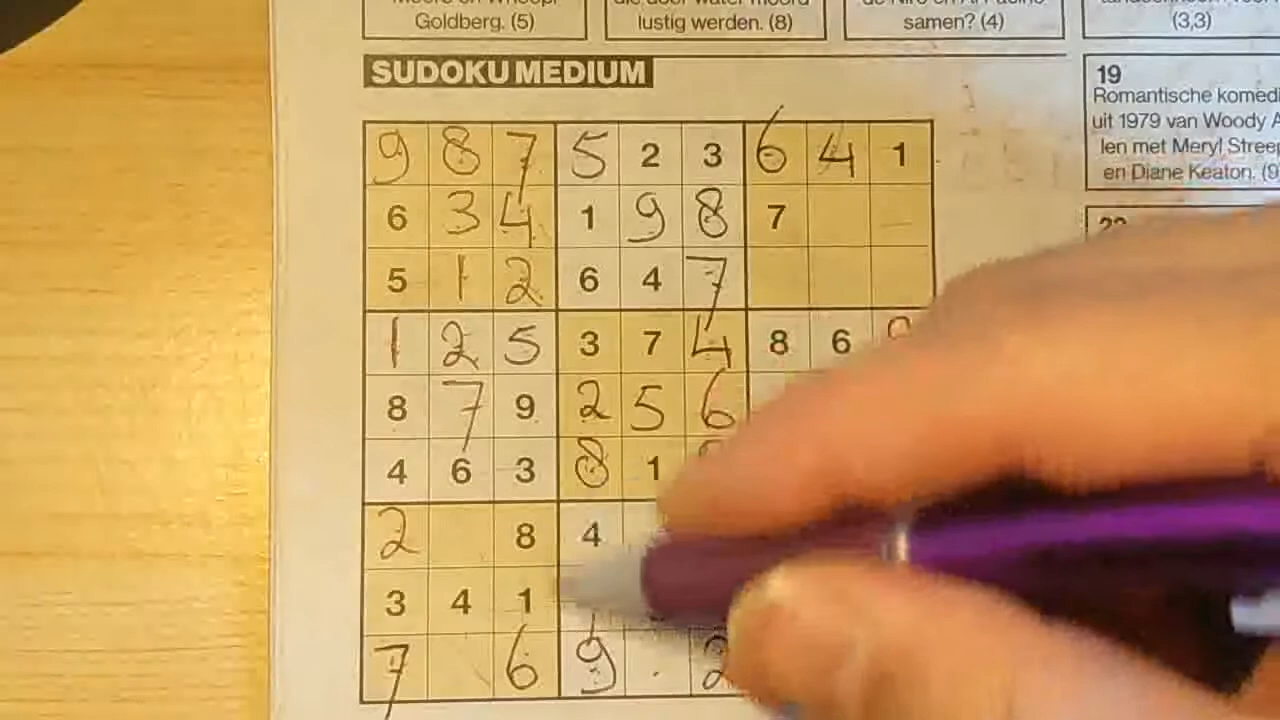 Goldberg. (5)
lustig werden. (8)
samen? (4)
(3,3)
SUDOKU MEDIUM
19
Romantische komedi
uit 1979 van Woody A
len met Meryl Streep
en Diane Keaton. (9
9 8 7 5 2 3 6 4 1
6 3 4 1 9 8 7
5 1 2 6 4 7
1 2 5 3 7 4 8 6
8 7 9 2 5 6
4 6 3 8 1
2 8 4
3 4 1
7 6 9 2